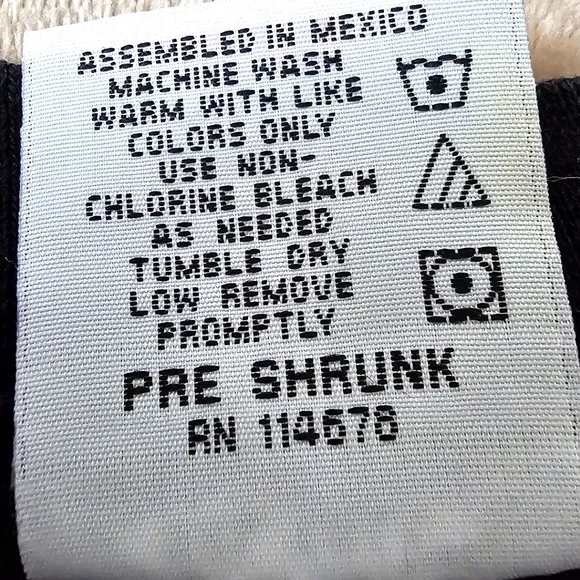 ASSEMBLED IN MEXICO
MACHINE WASH
WARM WITH LIKE
COLORS ONLY
USE NON-
CHLORINE BLEACH
AS NEEDED
TUMBLE DRY
LOW REMOVE
PROMPTLY
PRE SHRUNK
RN 114678